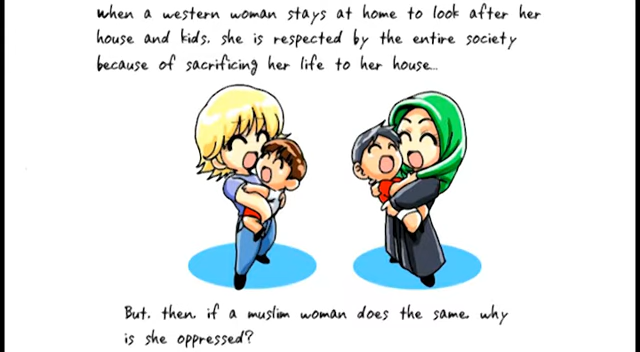 When a western woman stays at home to look after her
house and kids. she is respected by the entire society
because of sacrificing her life to her house...
But. then. if a muslim woman does the same. why
is she oppressed?